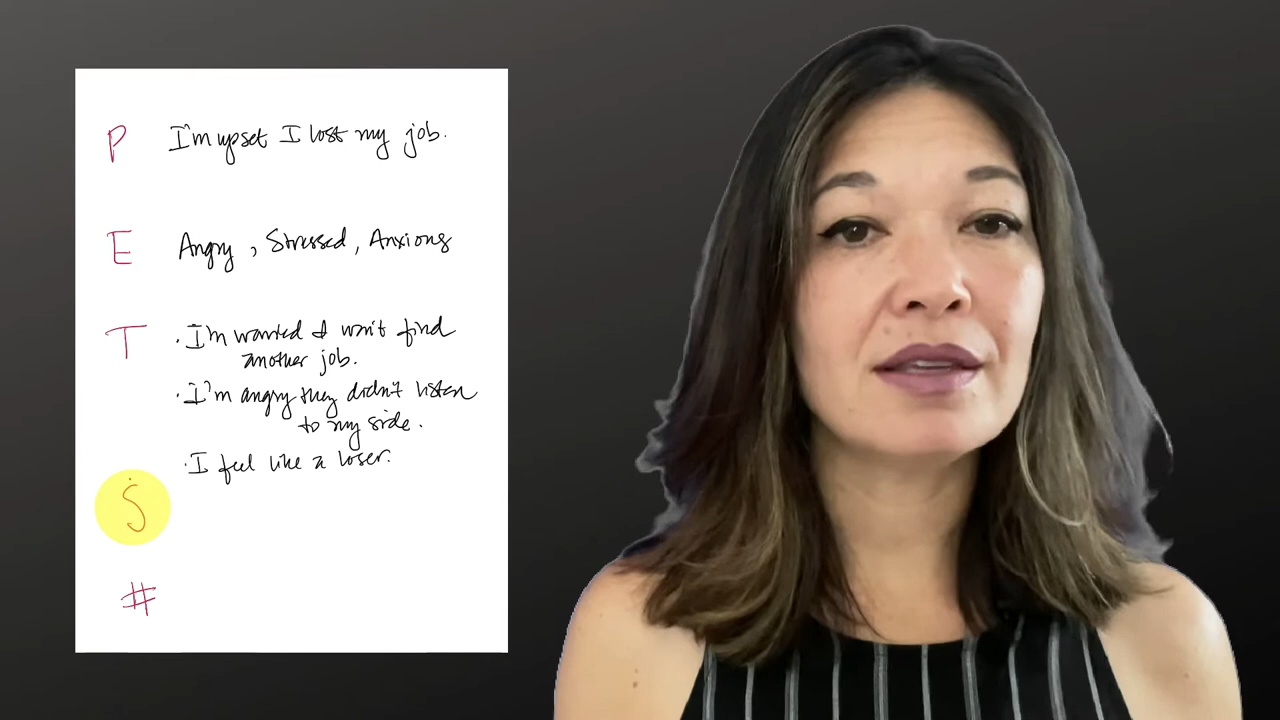 P I'm upset I lost my job.
E Angry, Stressed, Anxious
T · I'm worried I won't find
another job.
· I'm angry they didn't listen
to my side.
· I feel like a loser.
S
#